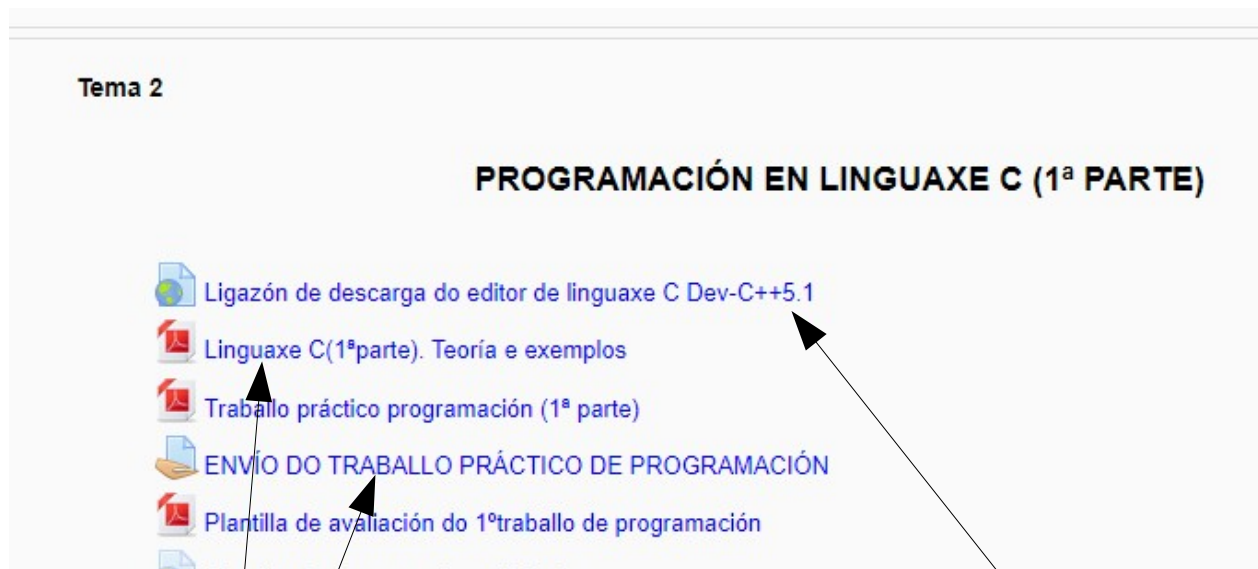 Tema 2
PROGRAMACIÓN EN LINGUAXE C (1ª PARTE)
Ligazón de descarga do editor de linguaxe C Dev-C++5.1
Linguaxe C(1ªparte). Teoría e exemplos
Traballo práctico programación (1ª parte)
ENVÍO DO TRABALLO PRÁCTICO DE PROGRAMACIÓN
Plantilla de avaliación do 1ºtraballo de programación